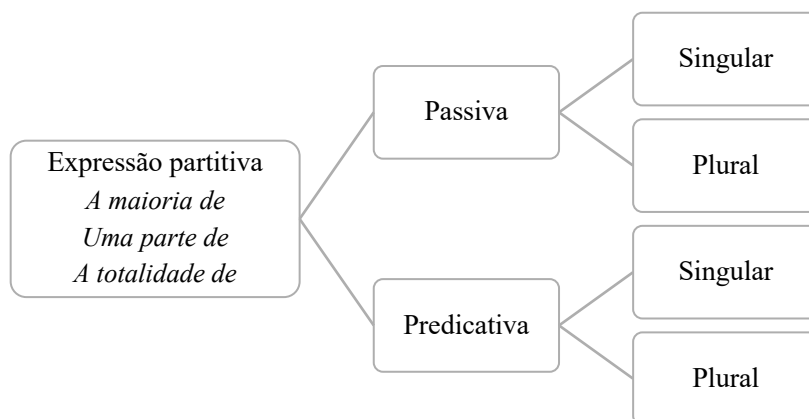 Expressão partitiva
A maioria de
Uma parte de
A totalidade de
Passiva
Singular
Plural
Predicativa
Singular
Plural